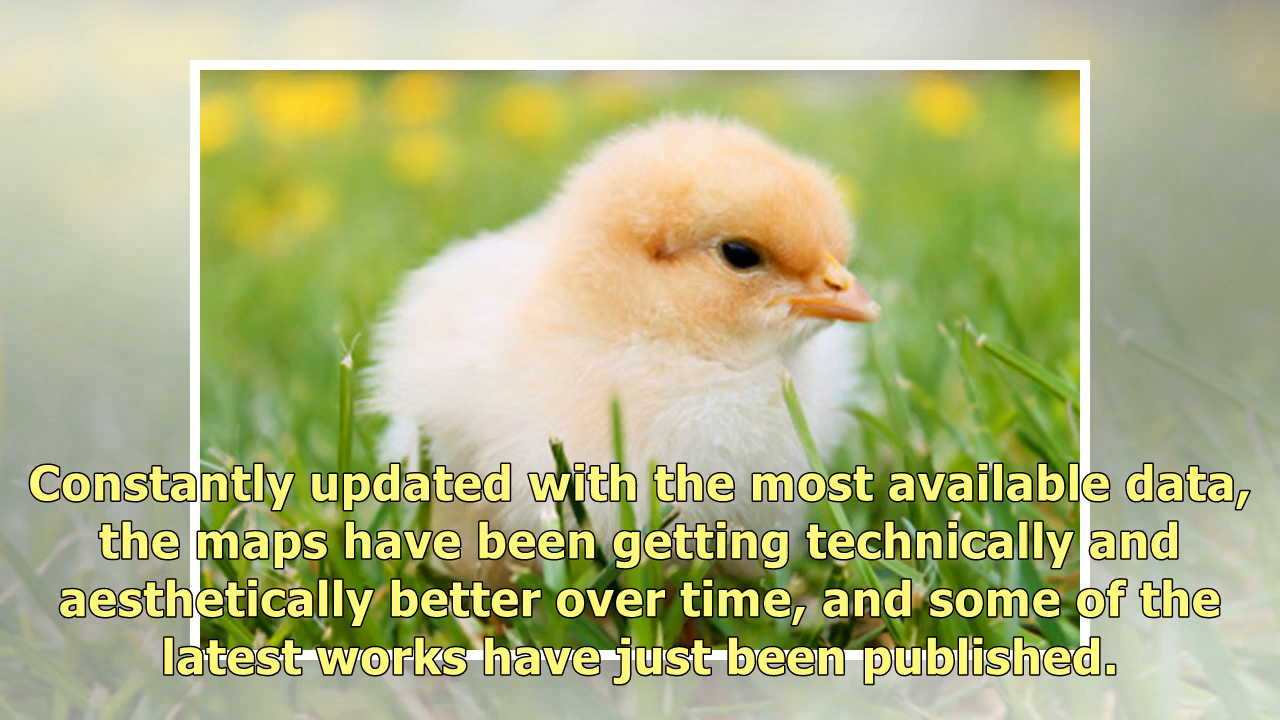 Constantly updated with the most available data,
the maps have been getting technically and
aesthetically better over time, and some of the
latest works have just been published.